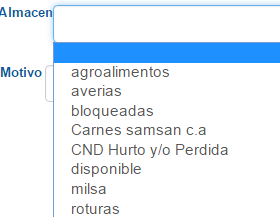 Almacen
Motivo
agroalimentos
averias
bloqueadas
Carnes samsan c.a
CND Hurto y/o Perdida
disponible
milsa
roturas